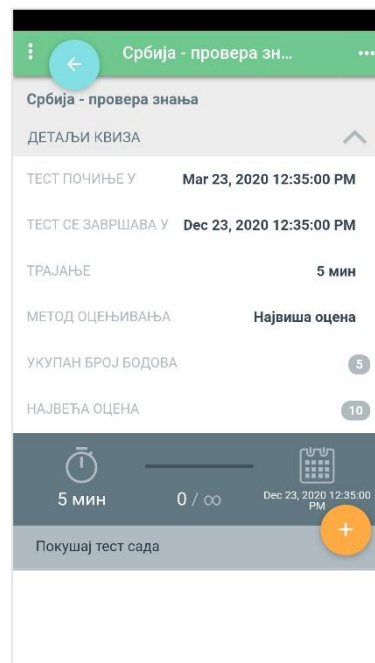 Србија - провера зн...
Србија - провера знања
ДЕТАЉИ КВИЗА
ТЕСТ ПОЧИЊЕ У Mar 23, 2020 12:35:00 PM
ТЕСТ СЕ ЗАВРШАВА У Dec 23, 2020 12:35:00 PM
ТРАЈАЊЕ 5 мин
МЕТОД ОЦЕЊИВАЊА Највиша оцена
УКУПАН БРОЈ БОДОВА 5
НАЈВЕЋА ОЦЕНА 10
5 мин 0 / ∞ Dec 23, 2020 12:35:00
PM
Покушај тест сада